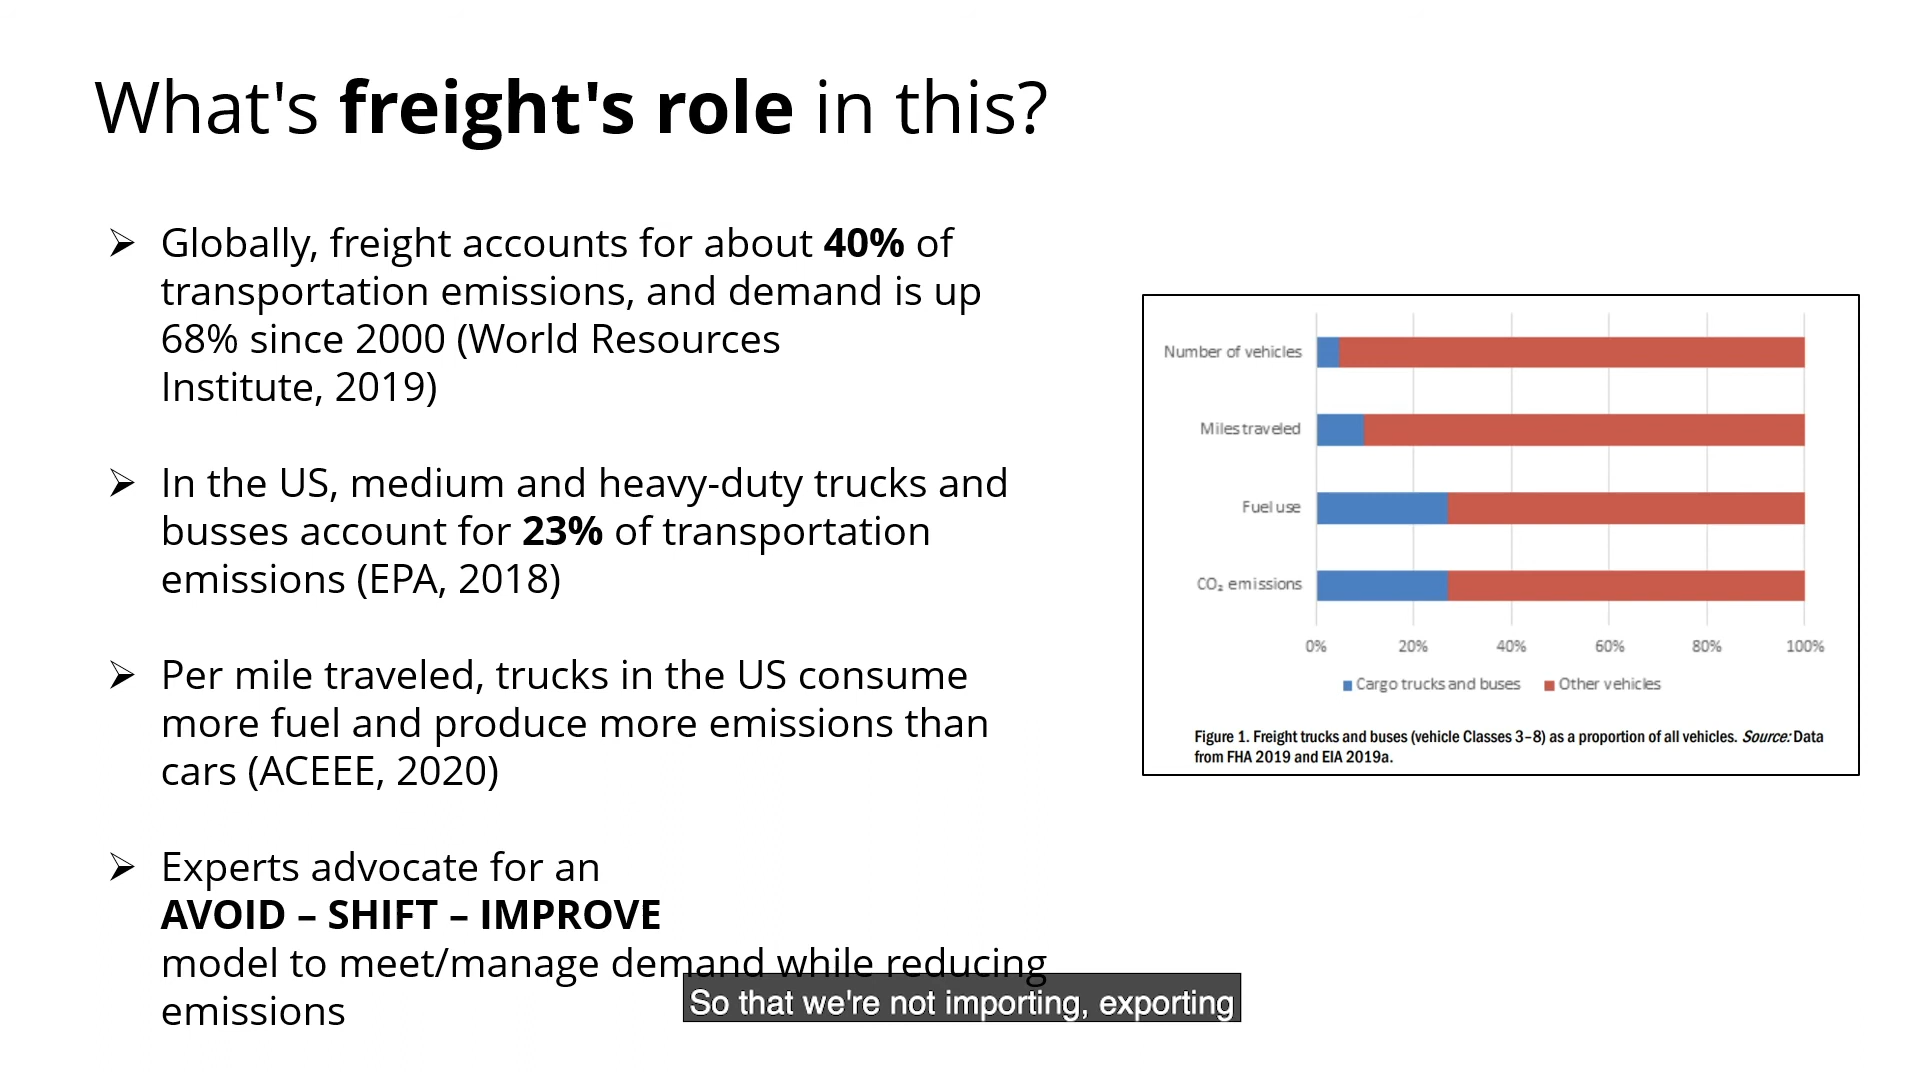 What's freight's role in this?
➢ Globally, freight accounts for about 40% of
transportation emissions, and demand is up
68% since 2000 (World Resources
Institute, 2019)
➢ In the US, medium and heavy-duty trucks and
busses account for 23% of transportation
emissions (EPA, 2018)
➢ Per mile traveled, trucks in the US consume
more fuel and produce more emissions than
cars (ACEEE, 2020)
➢ Experts advocate for an
AVOID – SHIFT – IMPROVE
model to meet/manage demand while reducing
emissions
Number of vehicles
Miles traveled
Fuel use
CO₂ emissions
0% 20% 40% 60% 80% 100%
Cargo trucks and buses Other vehicles
Figure 1. Freight trucks and buses (vehicle Classes 3–8) as a proportion of all vehicles. Source: Data
from FHA 2019 and EIA 2019a.
So that we're not importing, exporting